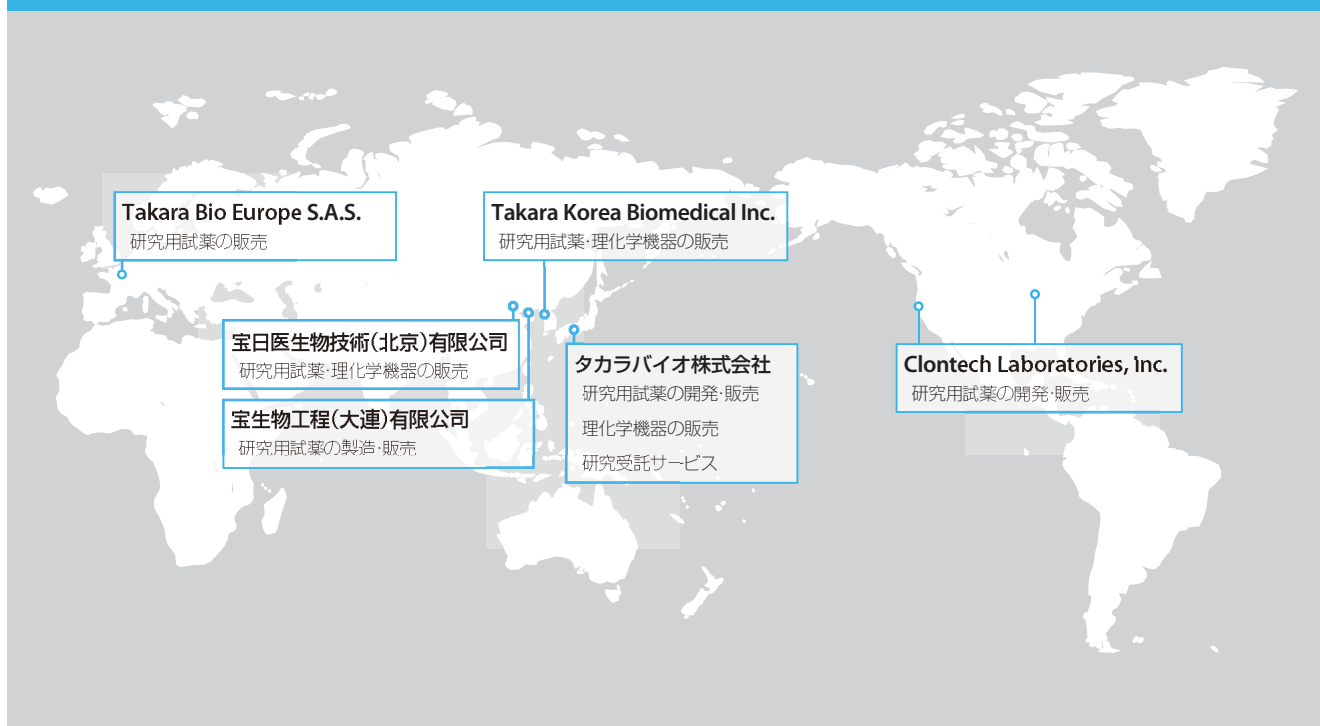 Takara Bio Europe S.A.S.
研究用試薬の販売
Takara Korea Biomedical Inc.
研究用試薬・理化学機器の販売
宝日医生物技術(北京)有限公司
研究用試薬・理化学機器の販売
宝生物工程(大連)有限公司
研究用試薬の製造・販売
タカラバイオ株式会社
研究用試薬の開発・販売
理化学機器の販売
研究受託サービス
Clontech Laboratories, Inc.
研究用試薬の開発・販売